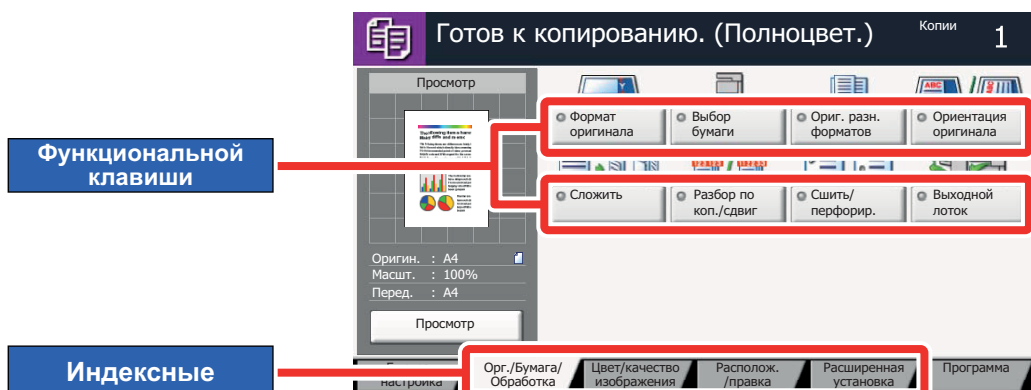 Готов к копированию. (Полноцвет.)
Копии
1
Просмотр
Функциональной
клавиши
Формат
оригинала
Выбор
бумаги
Ориг. разн.
форматов
Ориентация
оригинала
Сложить
Разбор по
коп./сдвиг
Сшить/
перфорир.
Выходной
лоток
Оригин. : A4
Масшт. : 100%
Перед. : A4
Просмотр
Индексные
настройка
Орг./Бумага/
Обработка
Цвет/качество
изображения
Располож.
/правка
Расширенная
установка
Программа